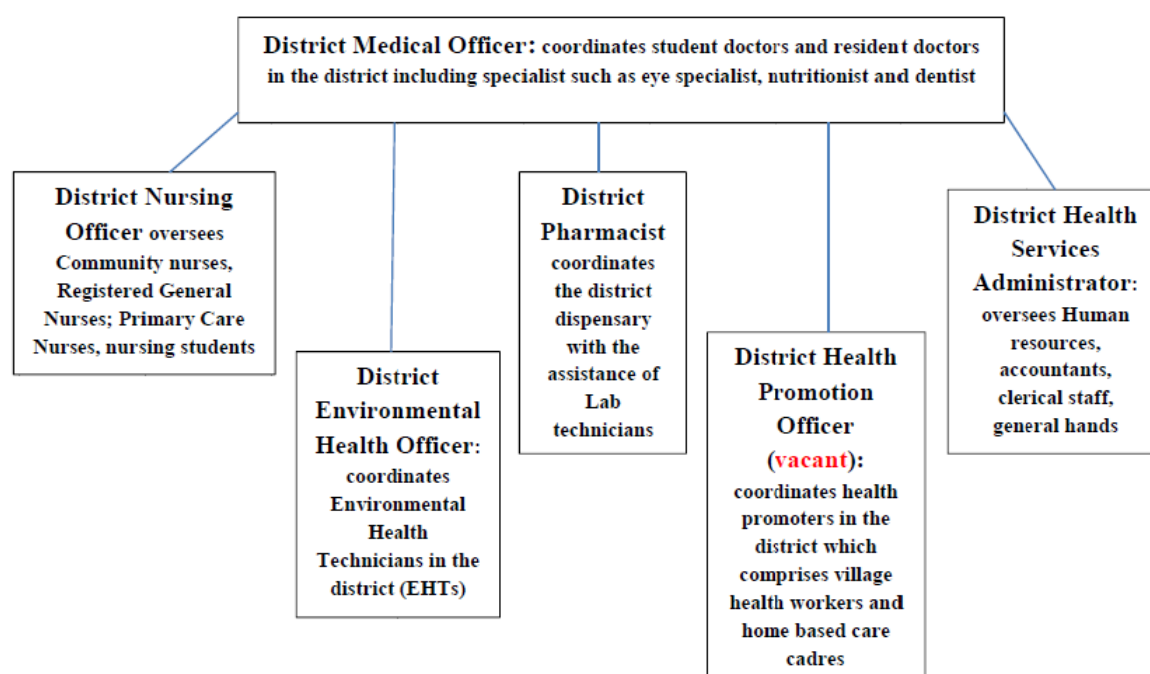 District Medical Officer: coordinates student doctors and resident doctors
in the district including specialist such as eye specialist, nutritionist and dentist
District Nursing
Officer oversees
Community nurses,
Registered General
Nurses; Primary Care
Nurses, nursing students
District
Environmental
Health Officer:
coordinates
Environmental
Health
Technicians in the
district (EHTs)
District
Pharmacist
coordinates
the district
dispensary
with the
assistance of
Lab
technicians
District Health
Promotion
Officer
(vacant):
coordinates health
promoters in the
district which
comprises village
health workers and
home based care
cadres
District Health
Services
Administrator:
oversees Human
resources,
accountants,
clerical staff,
general hands